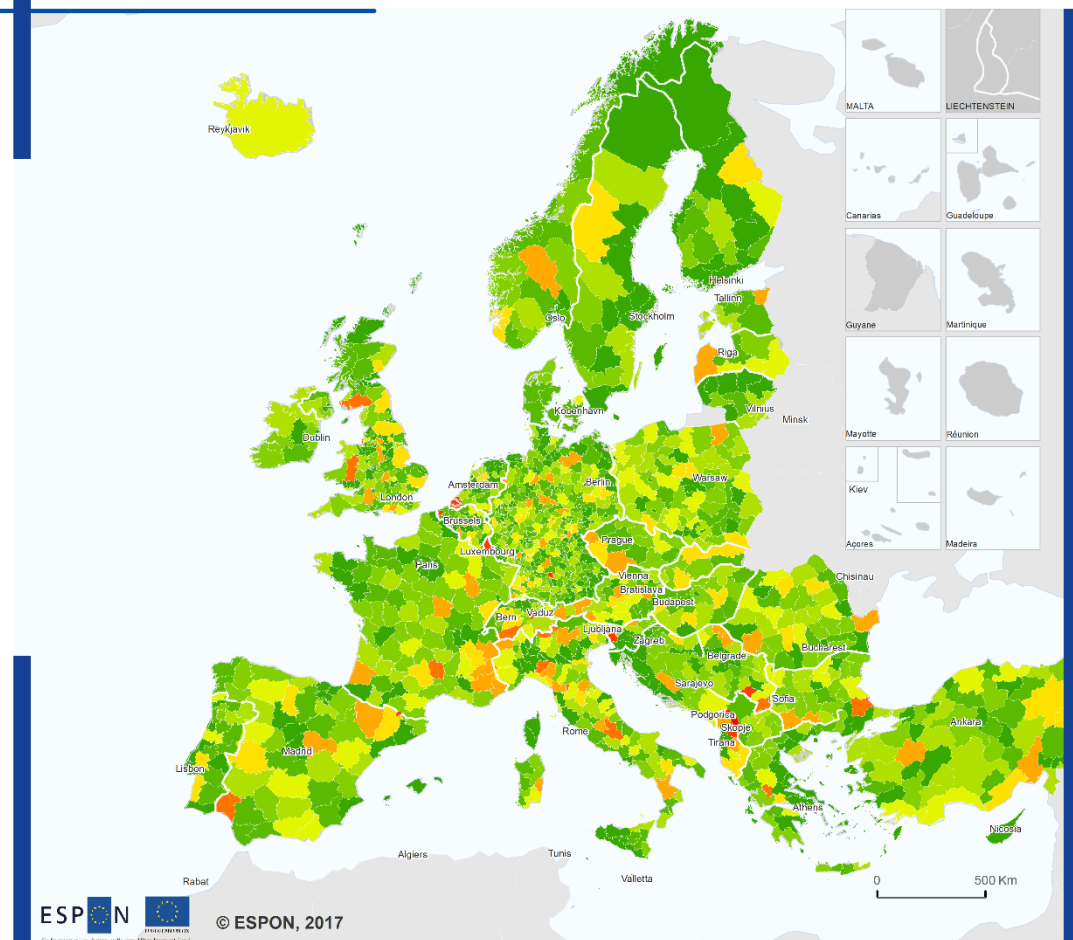 MALTA
LIECHTENSTEIN
Reykjavik
Canarias
Guadeloupe
Guyane
Martinique
Helsinki
Tallinn
Oslo
Stockholm
Riga
Mayotte
Réunion
København
Vilnius
Minsk
Dublin
Kiev
Açores
Madeira
Amsterdam
Berlin
Warsaw
London
Brussels
Prague
Luxembourg
Paris
Vienna
Bratislava
Chisinau
Budapest
Vaduz
Bern
Ljubljana
Zagreb
Belgrade
Bucharest
Sarajevo
Sofia
Podgorica
Skopje
Tirana
Rome
Ankara
Madrid
Lisbon
Athens
Nicosia
Algiers
Tunis
Valletta
Rabat
0 500 Km
ESPON
© ESPON, 2017